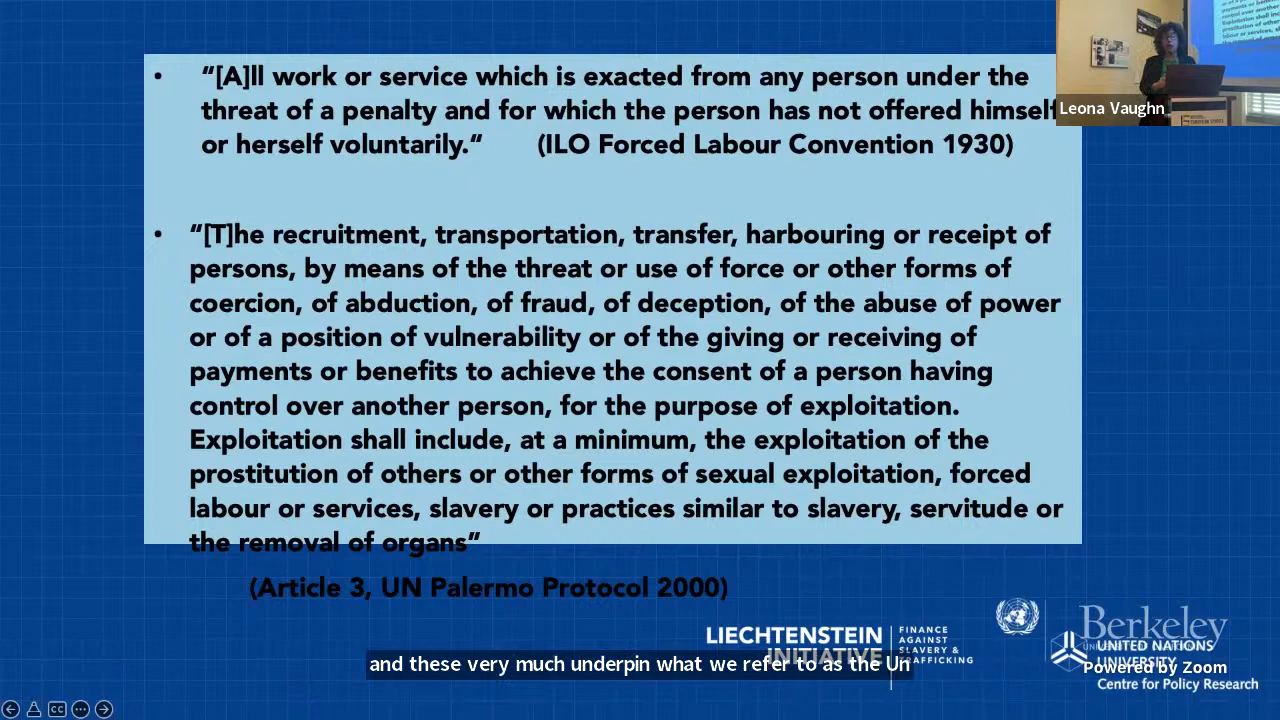 • “[A]ll work or service which is exacted from any person under the
threat of a penalty and for which the person has not offered himself
or herself voluntarily.“ (ILO Forced Labour Convention 1930)
• “[T]he recruitment, transportation, transfer, harbouring or receipt of
persons, by means of the threat or use of force or other forms of
coercion, of abduction, of fraud, of deception, of the abuse of power
or of a position of vulnerability or of the giving or receiving of
payments or benefits to achieve the consent of a person having
control over another person, for the purpose of exploitation.
Exploitation shall include, at a minimum, the exploitation of the
prostitution of others or other forms of sexual exploitation, forced
labour or services, slavery or practices similar to slavery, servitude or
the removal of organs”
(Article 3, UN Palermo Protocol 2000)
Leona Vaughn
LIECHTENSTEIN
INITIATIVE
FINANCE
AGAINST
SLAVERY &
TRAFFICKING
Berkeley
UNITED NATIONS
UNIVERSITY
Centre for Policy Research
Powered by Zoom
and these very much underpin what we refer to as the Un
CC